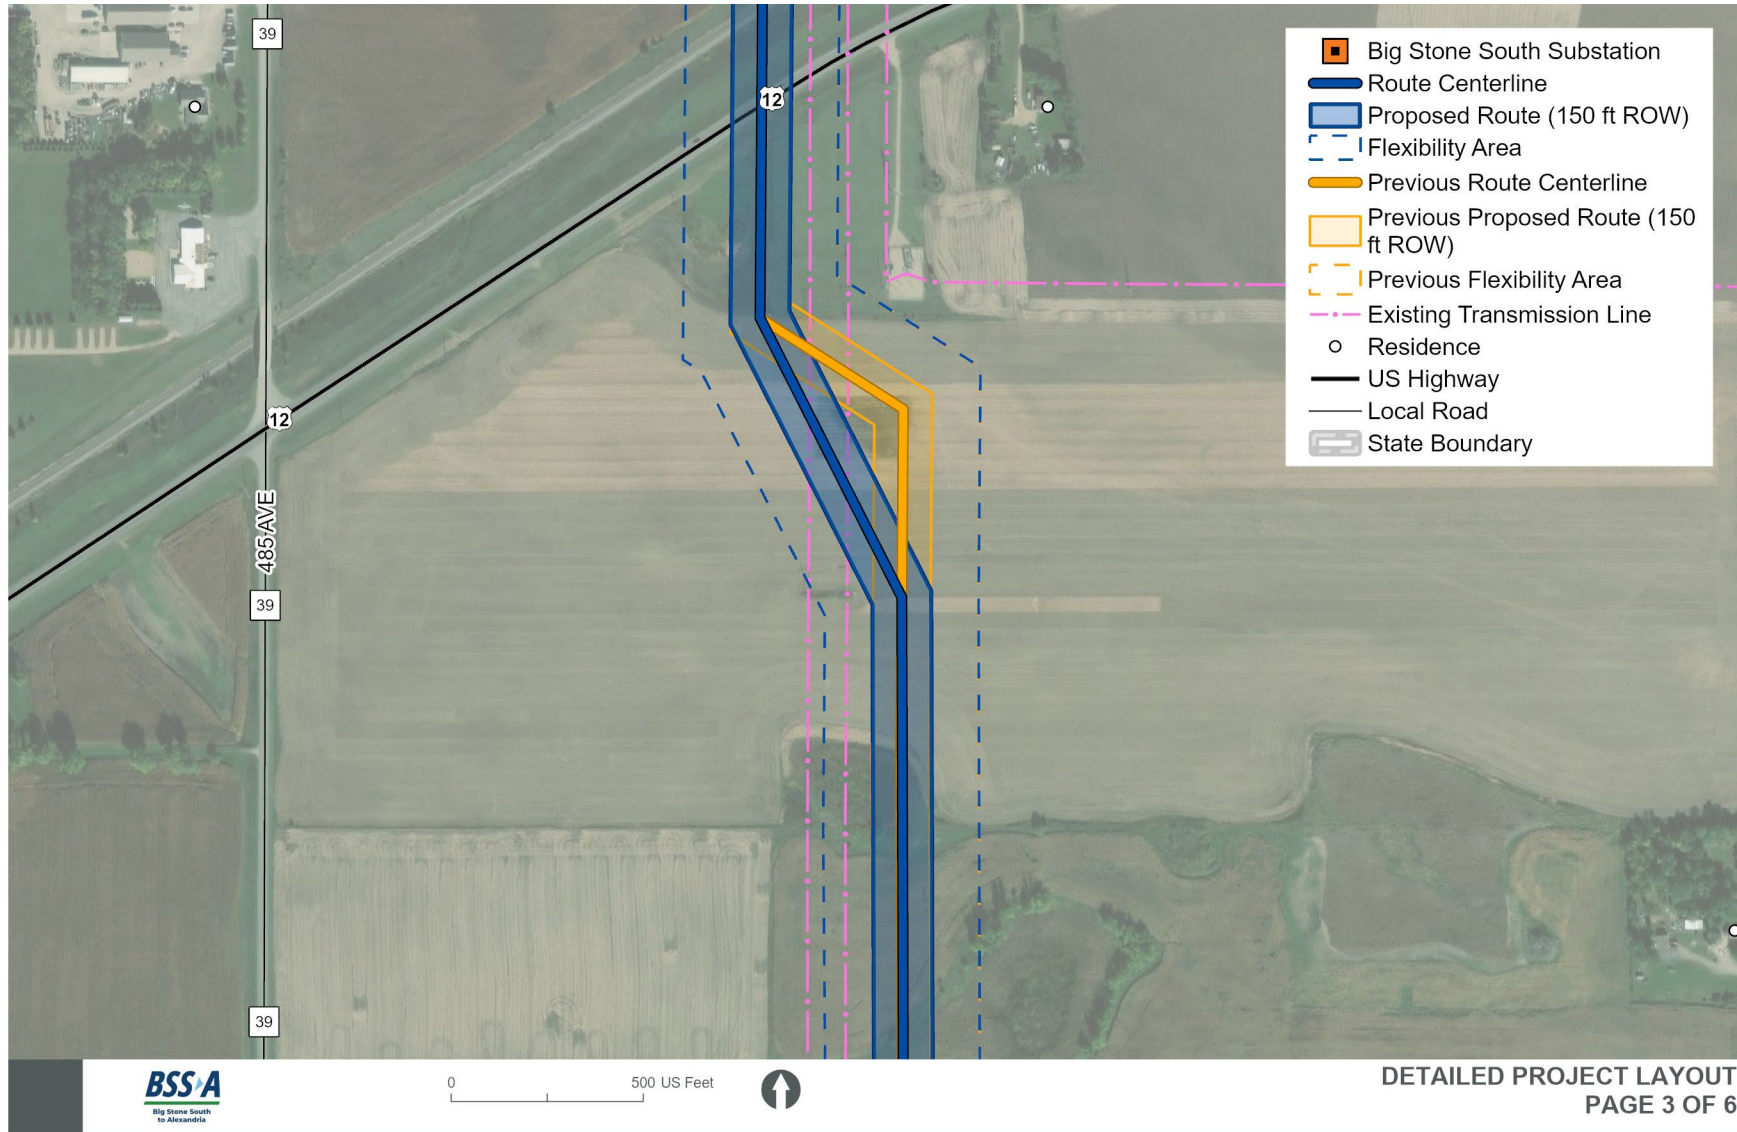 39
12
Big Stone South Substation
Route Centerline
Proposed Route (150 ft ROW)
Flexibility Area
Previous Route Centerline
Previous Proposed Route (150
ft ROW)
Previous Flexibility Area
Existing Transmission Line
Residence
US Highway
Local Road
State Boundary
12
485 AVE
39
39
BSSA
Big Stone South
to Alexandria
0
500 US Feet
DETAILED PROJECT LAYOUT
PAGE 3 OF 6